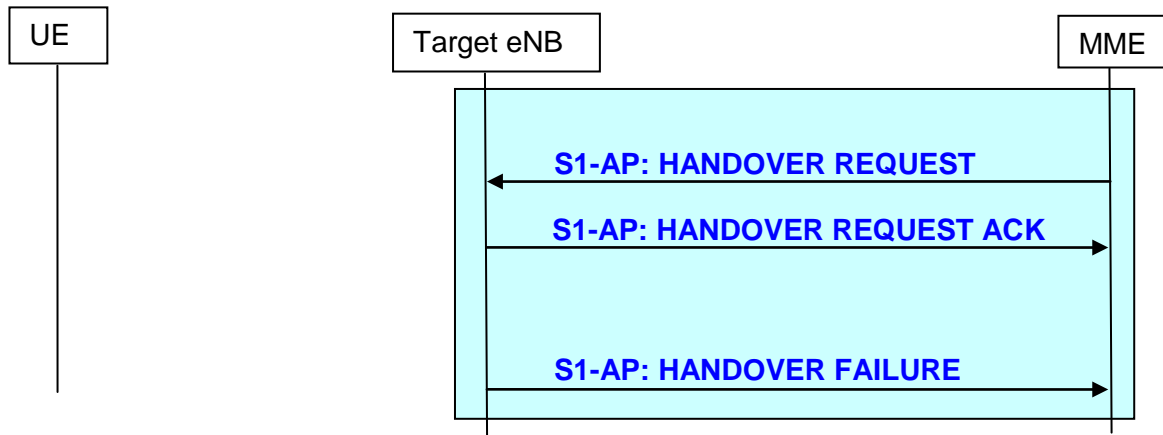 UE
Target eNB
MME
S1-AP: HANDOVER REQUEST
S1-AP: HANDOVER REQUEST ACK
S1-AP: HANDOVER FAILURE